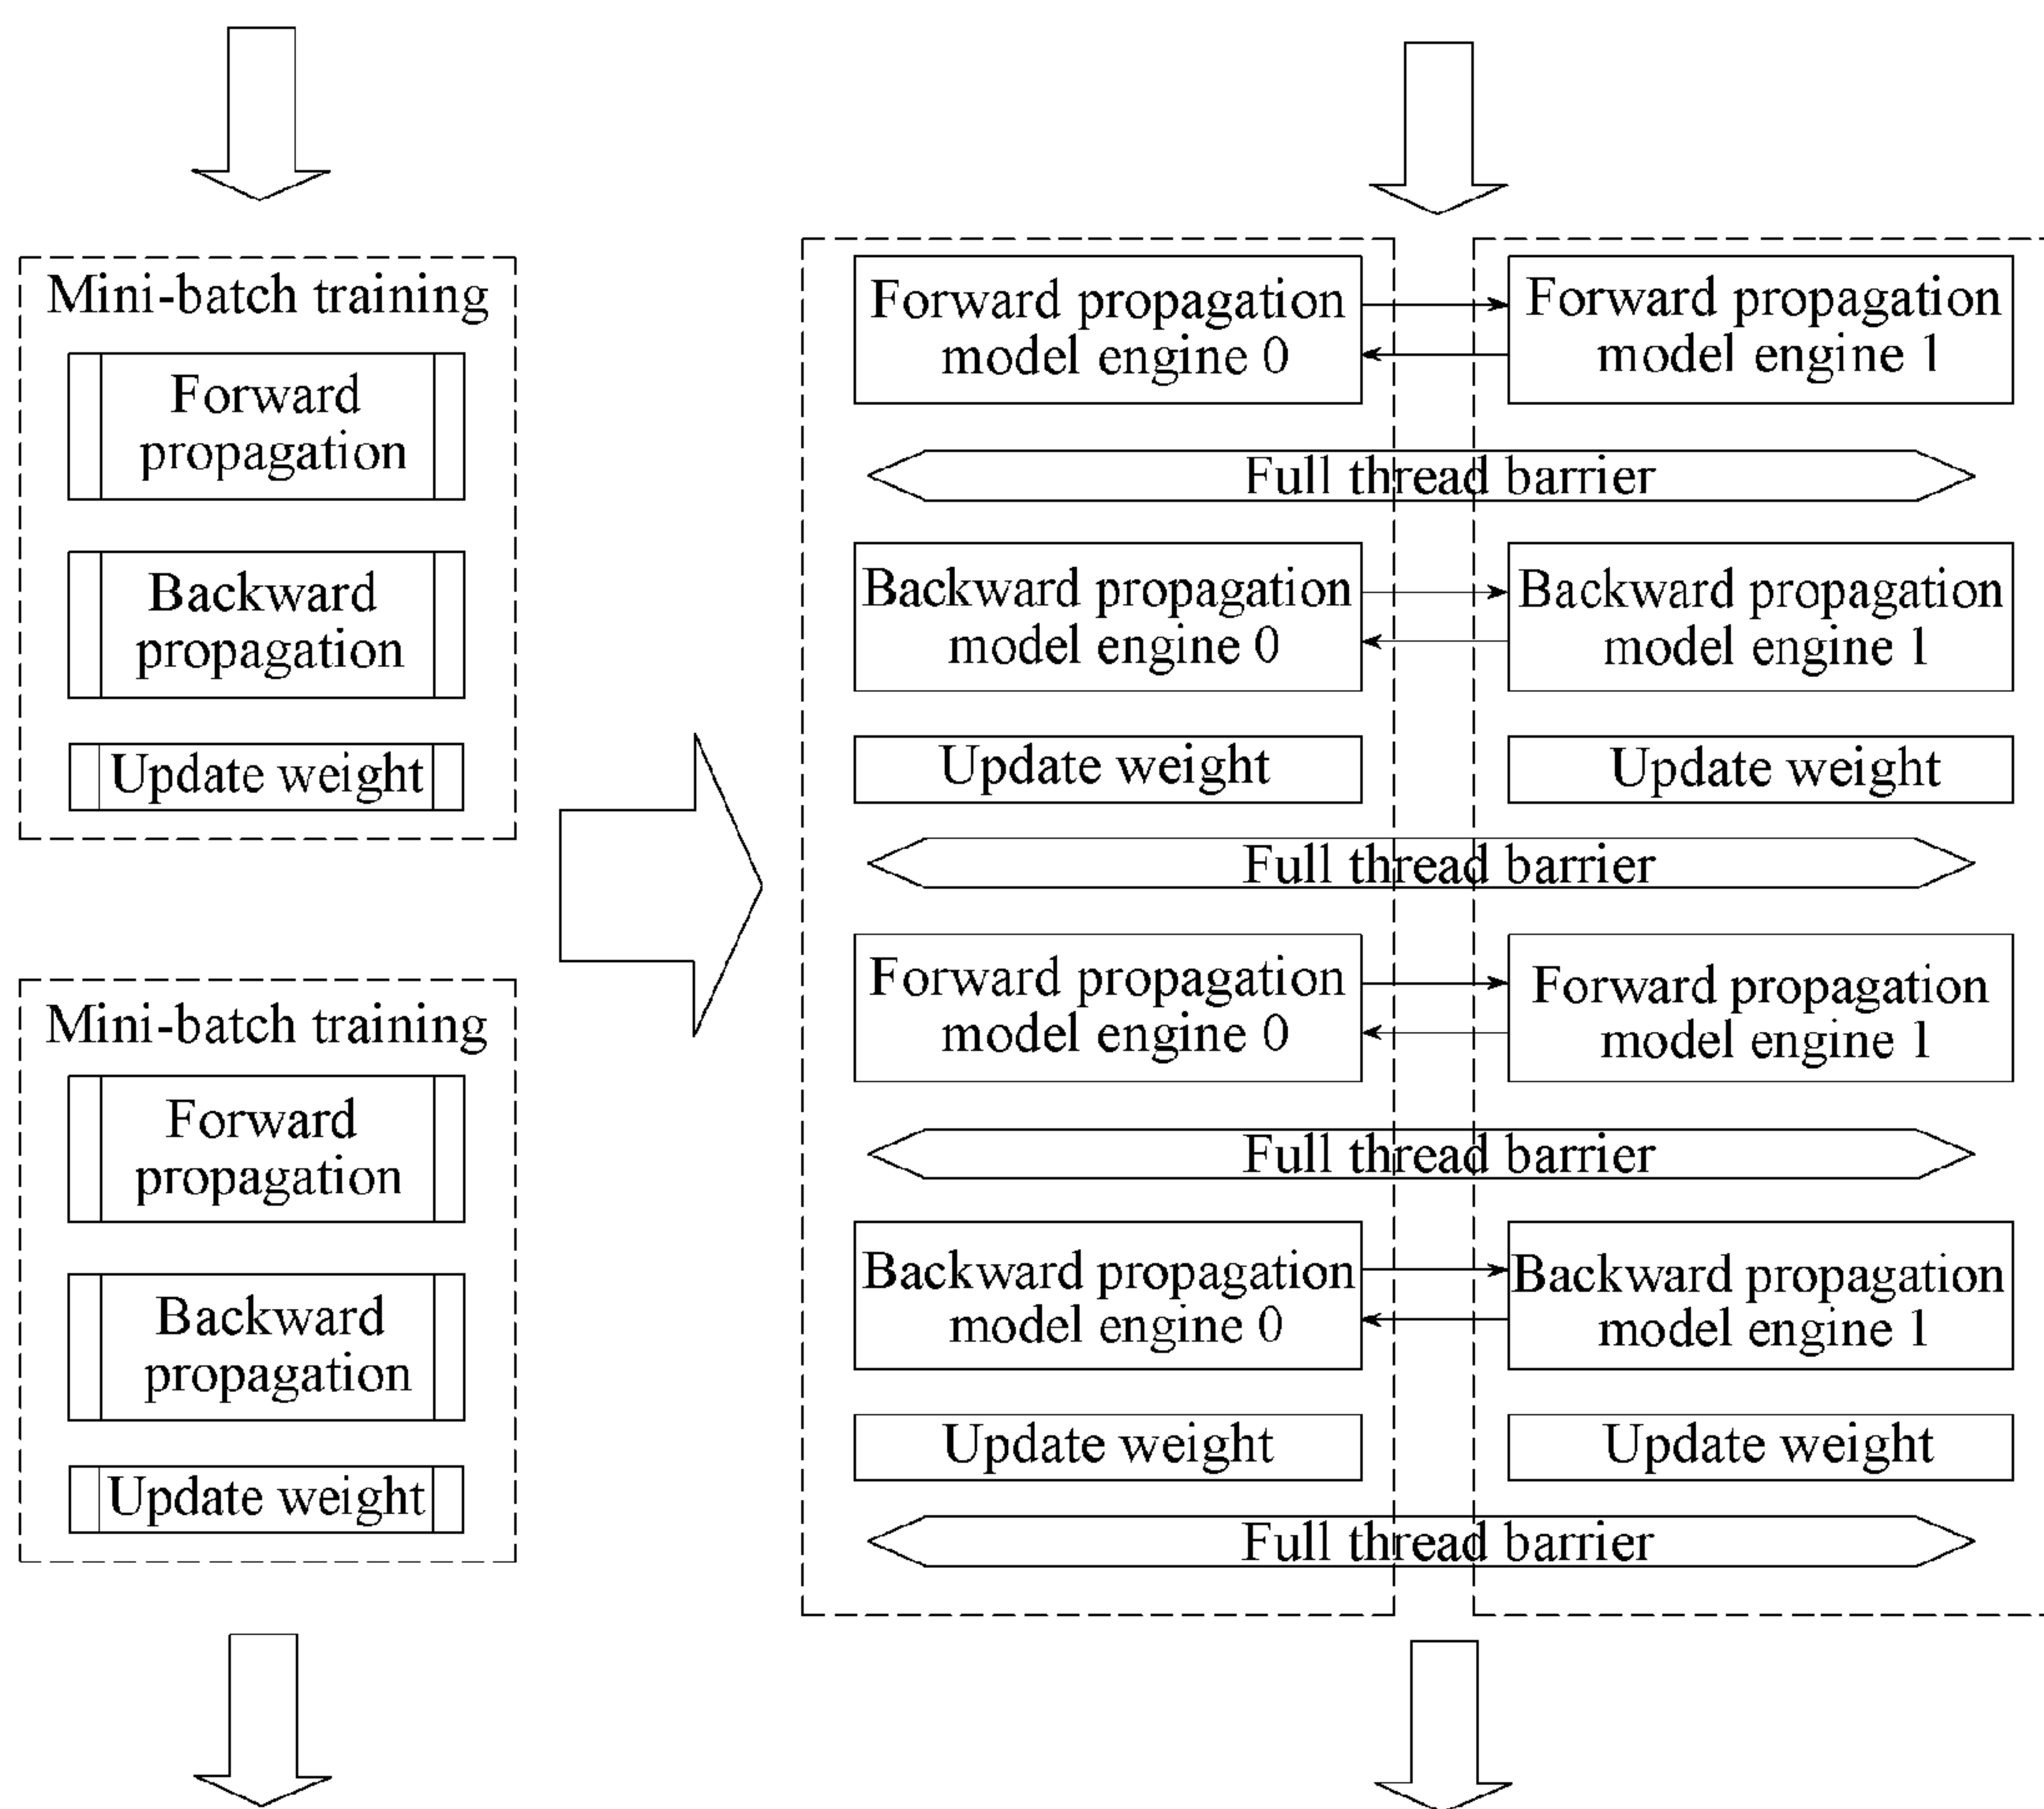 Mini-batch training
Forward
propagation
Backward
propagation
Update weight
Mini-batch training
Forward
propagation
Backward
propagation
Update weight
Forward propagation
model engine 0
Forward propagation
model engine 1
Full thread barrier
Backward propagation
model engine 0
Backward propagation
model engine 1
Update weight
Update weight
Full thread barrier
Forward propagation
model engine 0
Forward propagation
model engine 1
Full thread barrier
Backward propagation
model engine 0
Backward propagation
model engine 1
Update weight
Update weight
Full thread barrier